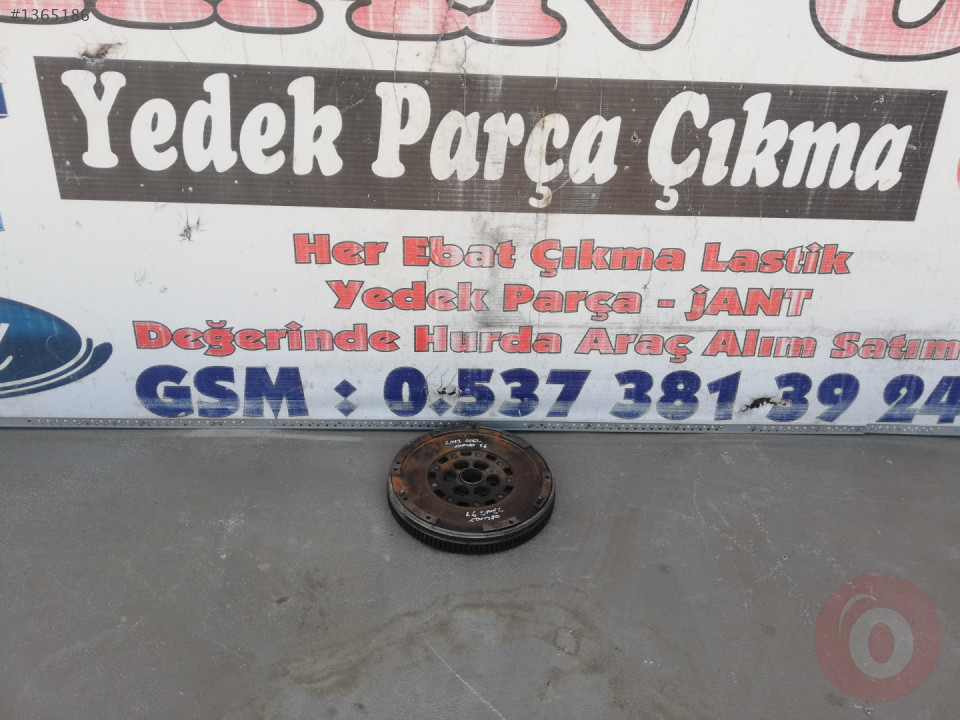 #1365186
Yedek Parça Çıkma
Her Ebat Çıkma Lastik
Yedek Parça - jANT
Değerinde Hurda Araç Alım Satım
GSM : 0.537 381 39 24